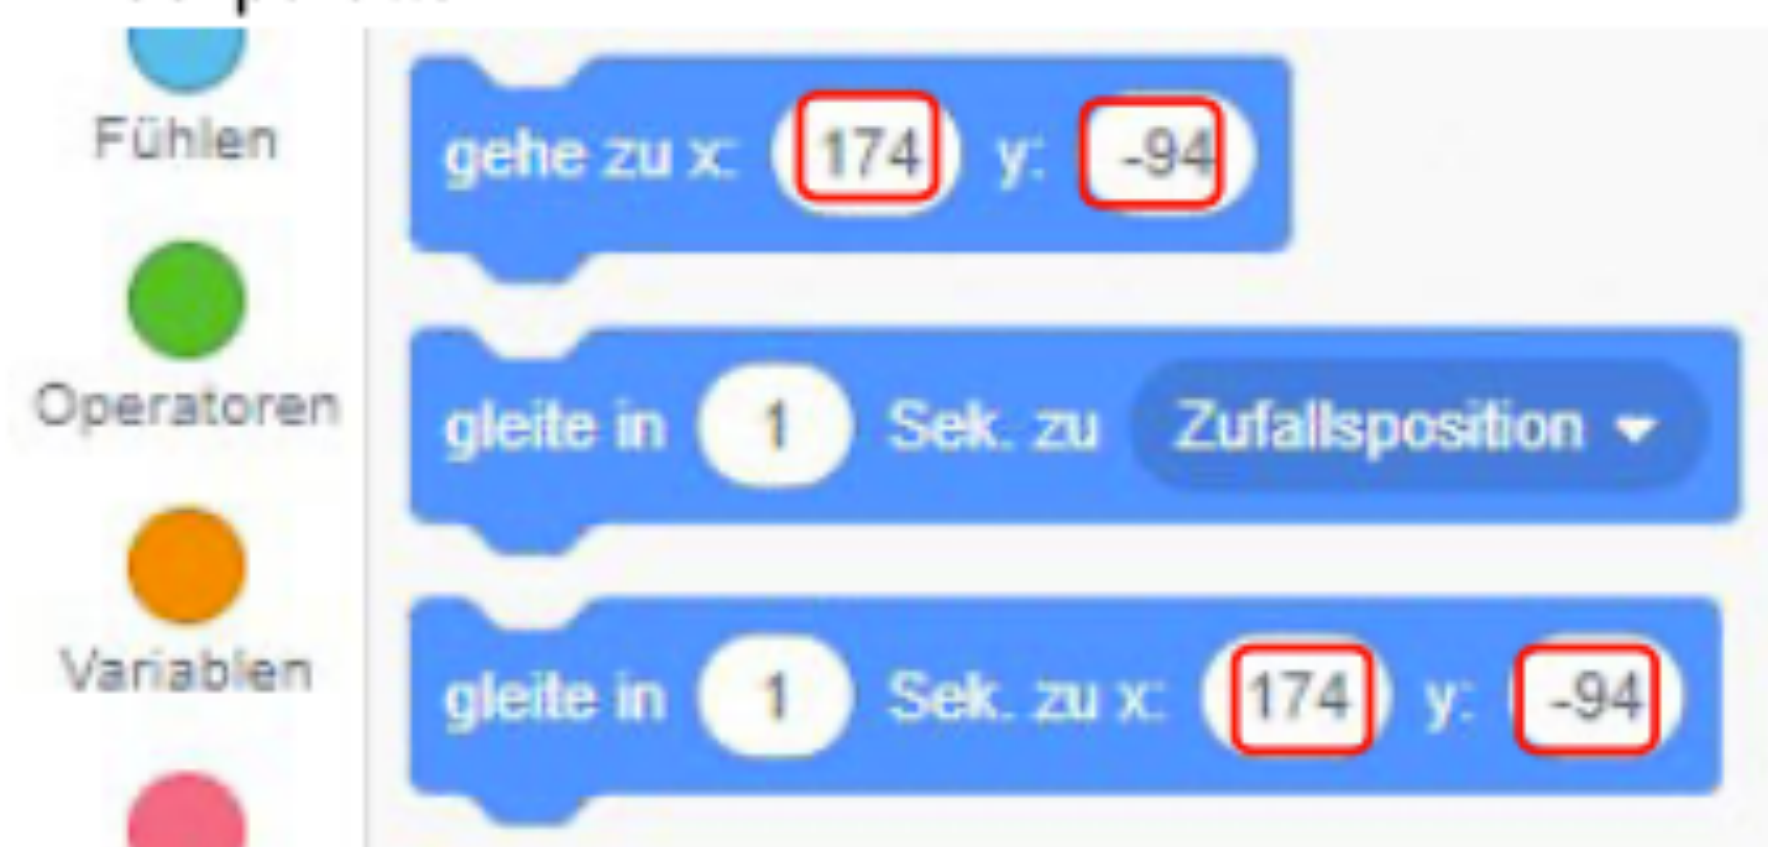 Fühlen
gehe zu x: 174 y: -94
Operatoren
gleite in 1 Sek. zu Zufallsposition
Variablen
gleite in 1 Sek. zu x: 174 y: -94